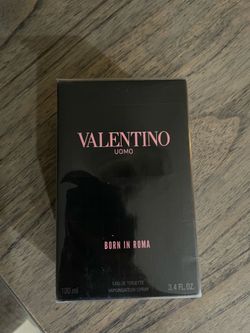 VALENTINO
UOMO
BORN IN ROMA
EAU DE TOILETTE
VAPORISATEUR SPRAY
100 ml
3.4 FL. OZ.